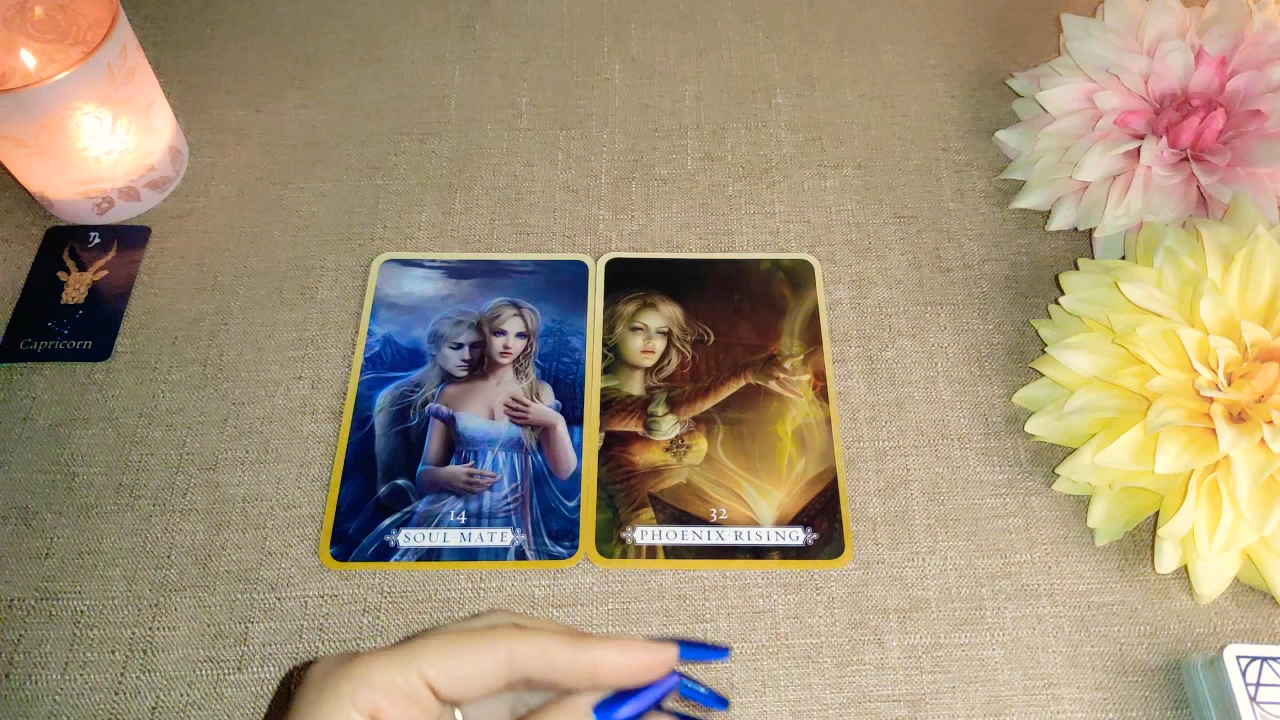 ♑
Capricorn
14
SOUL·MATE
32
PHOENIX·RISING